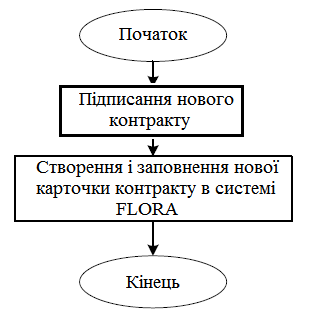 Початок
Підписання нового
контракту
Створення і заповнення нової
карточки контракту в системі
FLORA
Кінець